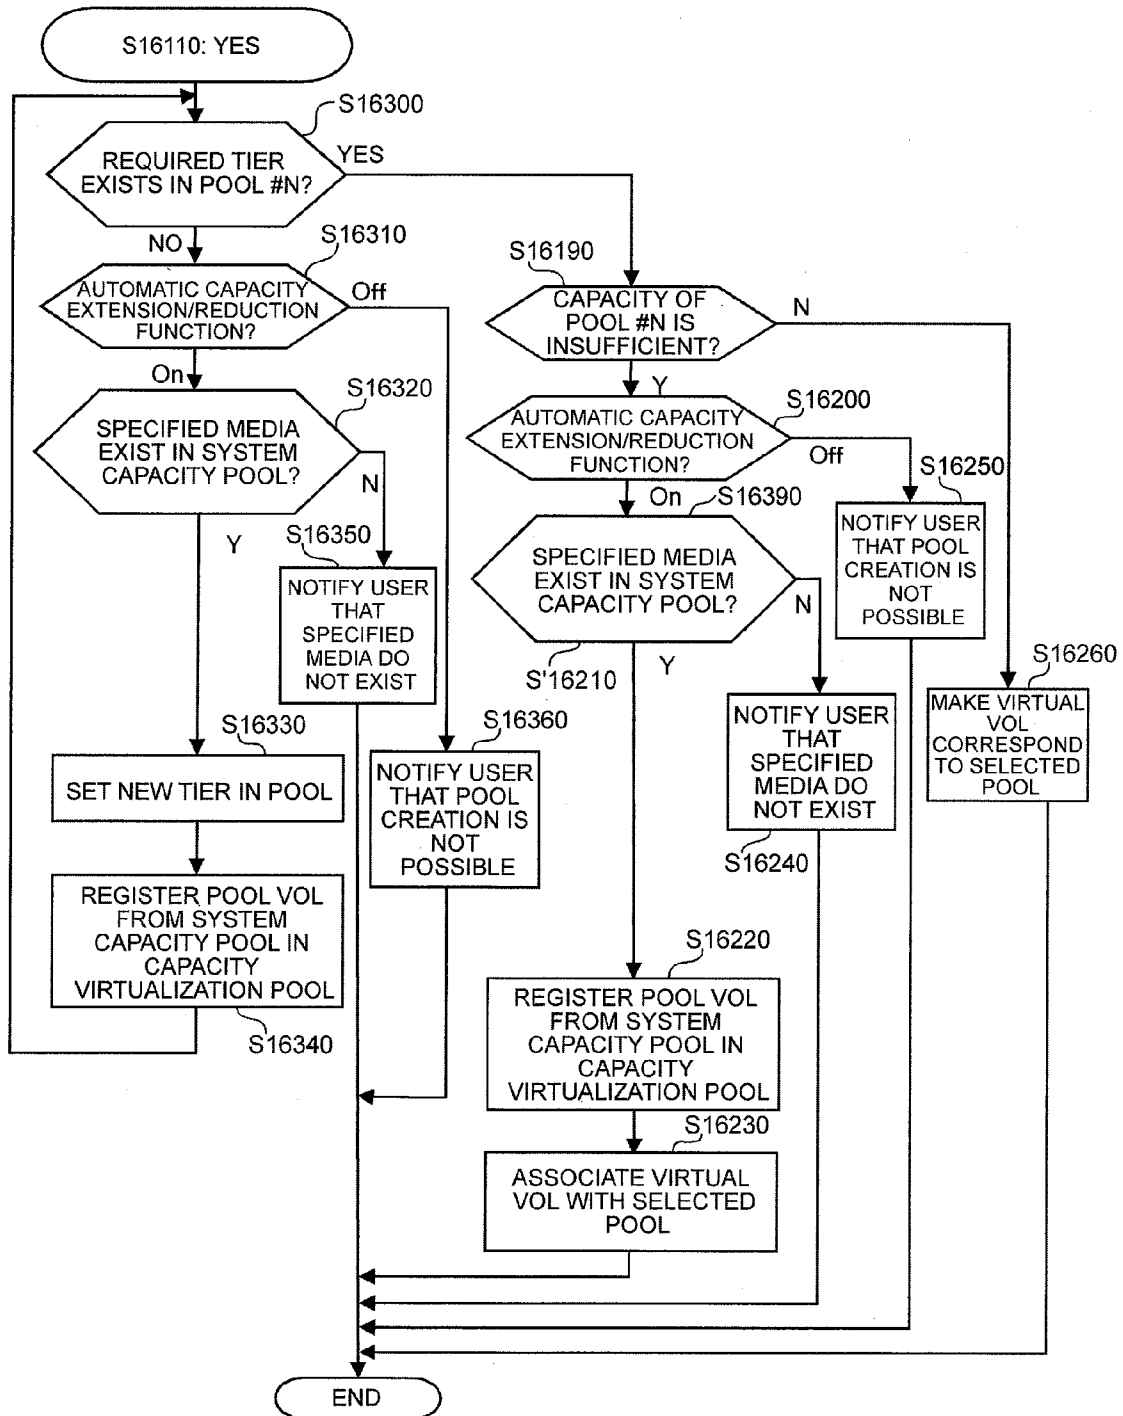 S16110: YES
S16300
REQUIRED TIER
EXISTS IN POOL #N?
YES
NO
S16310
AUTOMATIC CAPACITY
EXTENSION/REDUCTION
FUNCTION?
Off
On
S16320
SPECIFIED MEDIA
EXIST IN SYSTEM
CAPACITY POOL?
N
Y
S16350
NOTIFY USER
THAT
SPECIFIED
MEDIA DO
NOT EXIST
S16330
SET NEW TIER IN POOL
REGISTER POOL VOL
FROM SYSTEM
CAPACITY POOL IN
CAPACITY
VIRTUALIZATION POOL
S16340
S16360
NOTIFY USER
THAT POOL
CREATION IS
NOT
POSSIBLE
S16190
CAPACITY OF
POOL #N IS
INSUFFICIENT?
N
Y
S16200
AUTOMATIC CAPACITY
EXTENSION/REDUCTION
FUNCTION?
Off
On
S16390
SPECIFIED MEDIA
EXIST IN SYSTEM
CAPACITY POOL?
N
S'16210
Y
S16250
NOTIFY USER
THAT POOL
CREATION IS
NOT
POSSIBLE
S16260
MAKE VIRTUAL
VOL
CORRESPOND
TO SELECTED
POOL
NOTIFY USER
THAT
SPECIFIED
MEDIA DO
NOT EXIST
S16240
S16220
REGISTER POOL VOL
FROM SYSTEM
CAPACITY POOL IN
CAPACITY
VIRTUALIZATION POOL
S16230
ASSOCIATE VIRTUAL
VOL WITH SELECTED
POOL
END